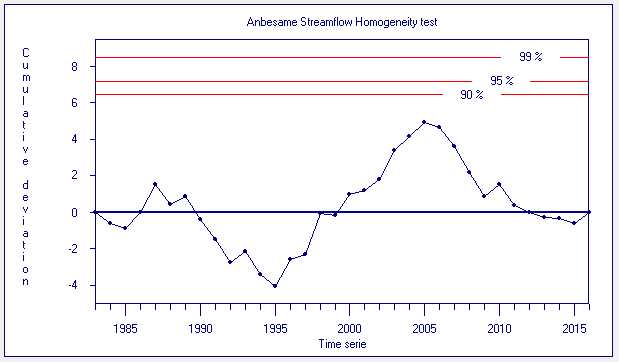 Anbesame Streamflow Homogeneity test
Cumulative deviation
8
6
4
2
0
-2
-4
99 %
95 %
90 %
1985 1990 1995 2000 2005 2010 2015
Time serie